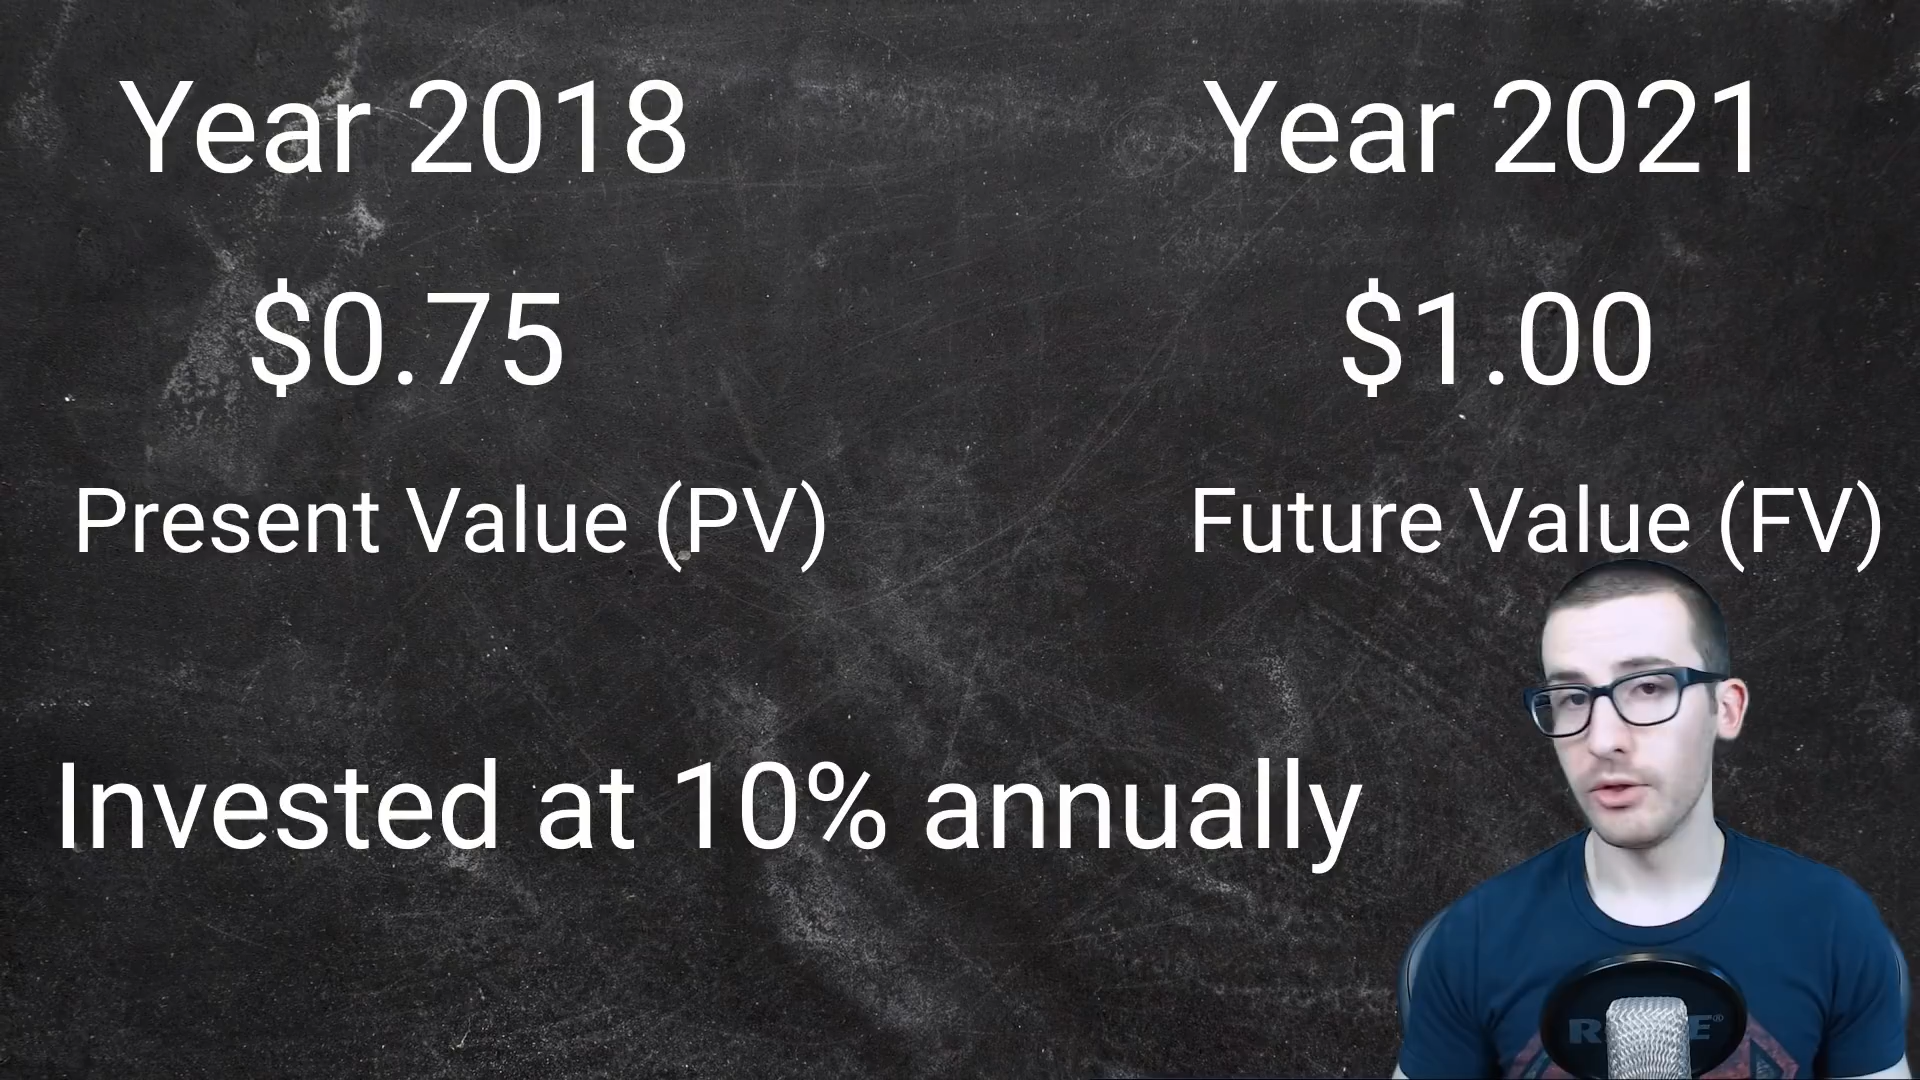 Year 2018
Year 2021
$0.75
$1.00
Present Value (PV)
Future Value (FV)
Invested at 10% annually